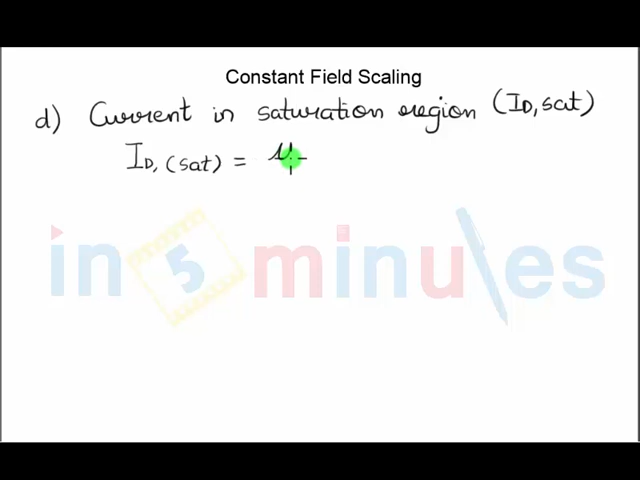 Constant Field Scaling
d) Current in saturation region (ID, sat)
ID, (sat) = μ
in 5 minutes